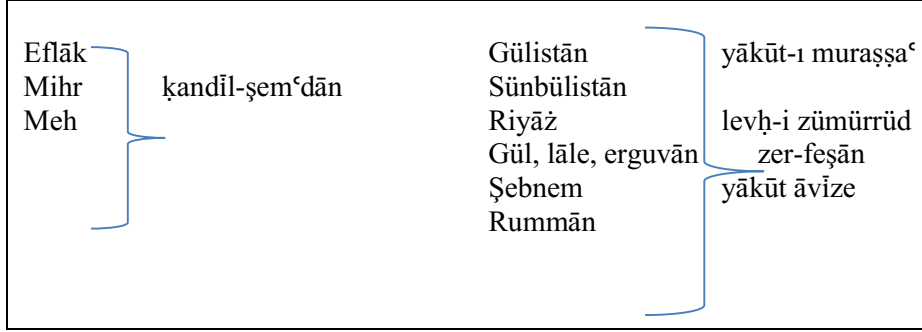 Eflāk
Mihr ḳandīl-şemʿdān
Meh
Gülistān yāḳūt-ı muraṣṣaʿ
Sünbülistān
Riyāż levḥ-i zümürrüd
Gül, lāle, erguvān zer-feşān
Şebnem yāḳūt āvīze
Rummān